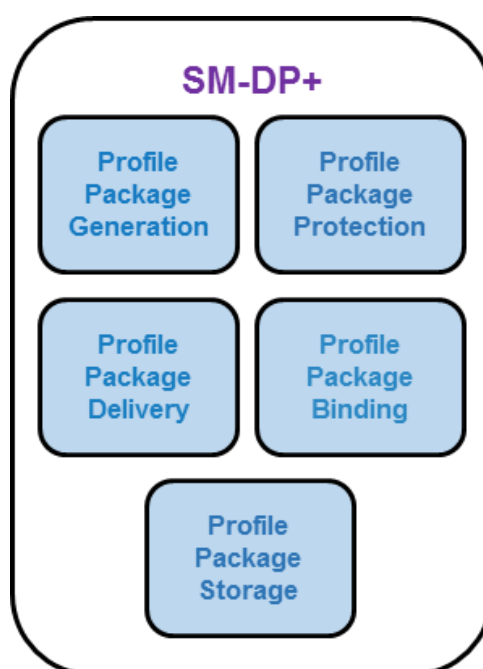 SM-DP+
Profile
Package
Generation
Profile
Package
Protection
Profile
Package
Delivery
Profile
Package
Binding
Profile
Package
Storage